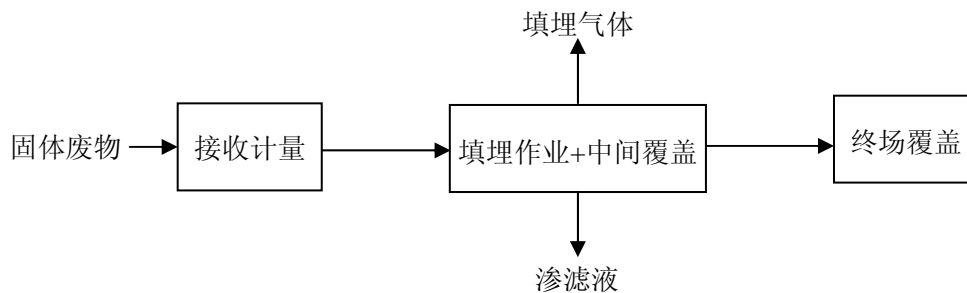 填埋气体
固体废物
接收计量
填埋作业+中间覆盖
终场覆盖
渗滤液